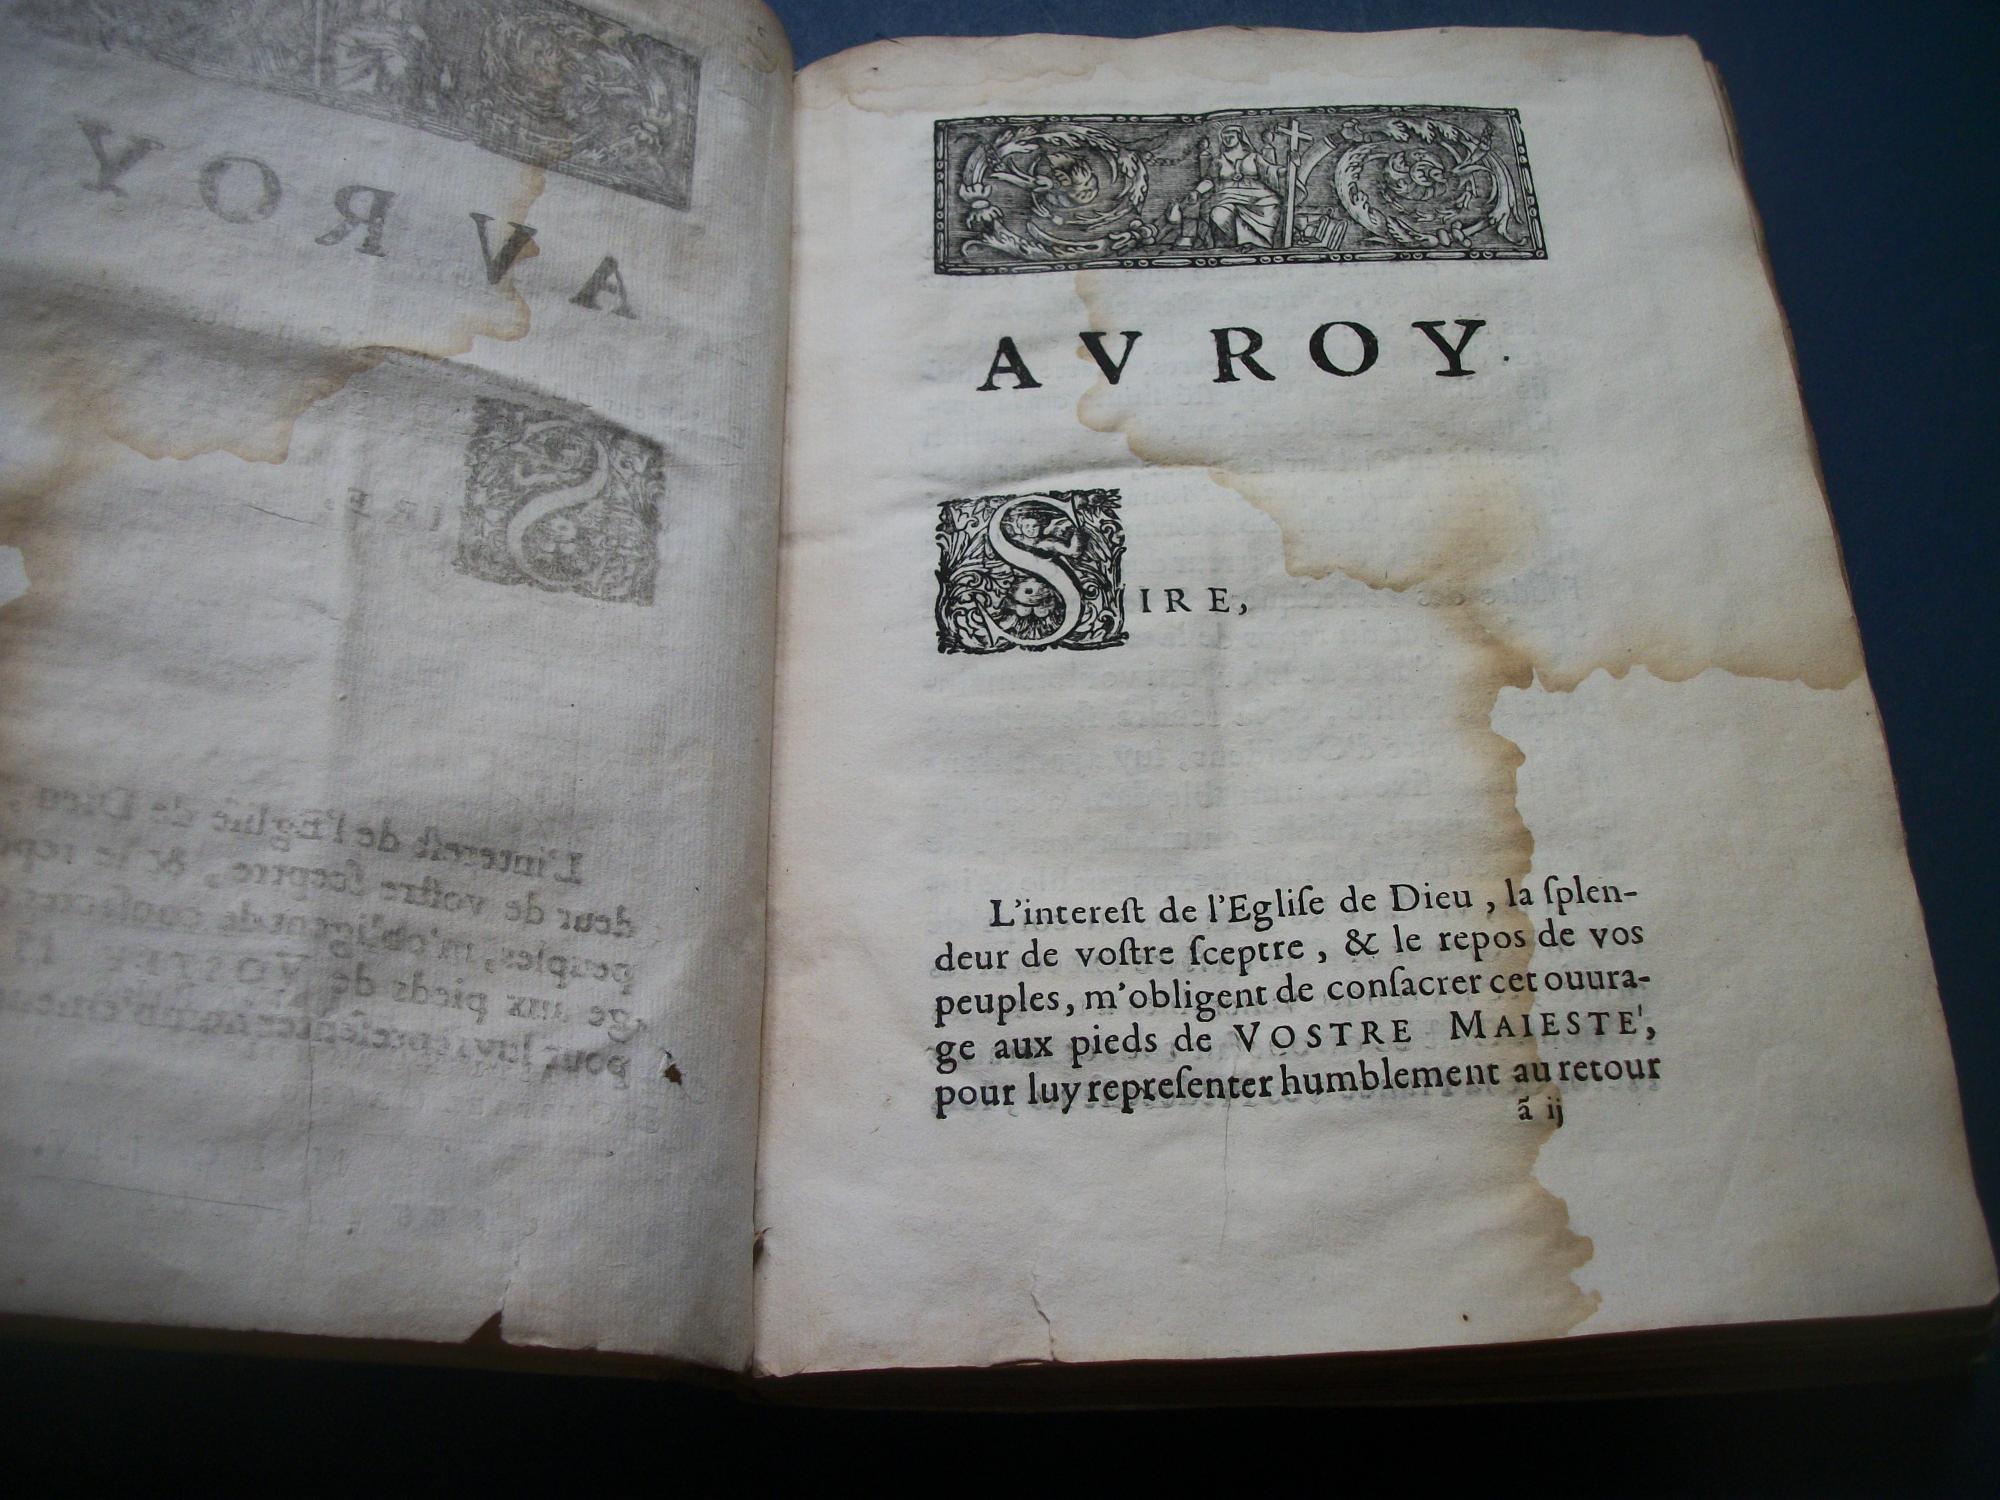 AV ROY.
SIRE,
L'intereſt de l'Egliſe de Dieu, la ſplen-
deur de voſtre ſceptre, & le repos de vos
peuples, m'obligent de conſacrer cet ouura-
ge aux pieds de VOSTRE MAIESTE',
pour luy repreſenter humblement au retour
ã ij